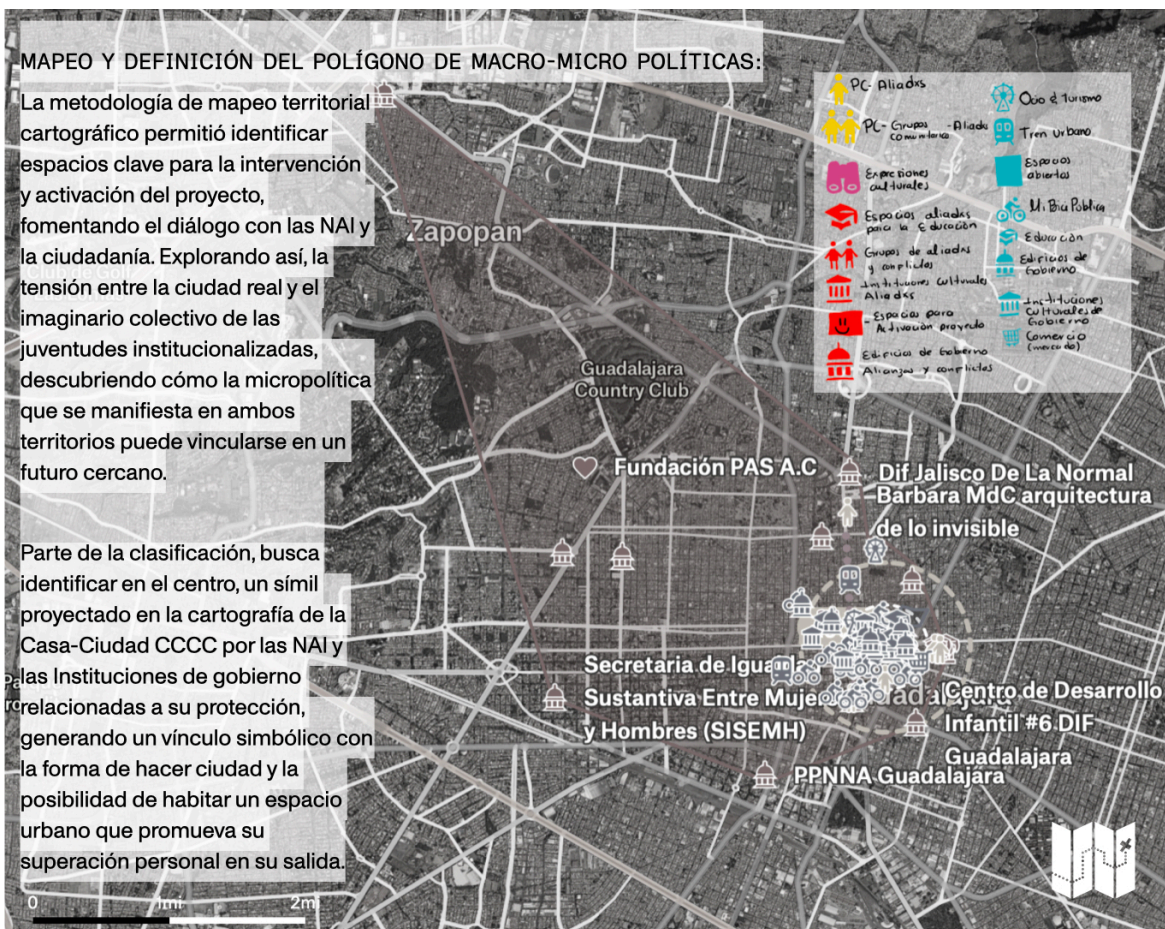 MAPEO Y DEFINICIÓN DEL POLÍGONO DE MACRO-MICRO POLÍTICAS:
La metodología de mapeo territorial
cartográfico permitió identificar
espacios clave para la intervención
y activación del proyecto,
fomentando el diálogo con las NAI y
la ciudadanía. Explorando así, la
tensión entre la ciudad real y el
imaginario colectivo de las
juventudes institucionalizadas,
descubriendo cómo la micropolítica
que se manifiesta en ambos
territorios puede vincularse en un
futuro cercano.
Parte de la clasificación, busca
identificar en el centro, un símil
proyectado en la cartografía de la
Casa-Ciudad CCCC por las NAI y
las Instituciones de gobierno
relacionadas a su protección,
generando un vínculo simbólico con
la forma de hacer ciudad y la
posibilidad de habitar un espacio
urbano que promueva su
superación personal en su salida.
0 1mi 2mi
PC-Aliadxs
PC-Grupos -Aliadxs
comunitarios
Expresiones
culturales
Espacios aliadxs
para la Educación
Grupos de aliadxs
y conflictos
Instituciones Culturales
Aliadxs
Espacios para
Activación proyecto
Edificios de Gobierno
Alianzas y conflictos
Ocio & Turismo
Tren Urbano
Espacios
abiertos
Mi Bici Pública
Educación
Edificios de
Gobierno
Instituciones
Culturales de
Gobierno
Comercio
(mercado)
Zapopan
Guadalajara
Country Club
Fundación PAS A.C
Dif Jalisco De La Normal
Bárbara MdC arquitectura
de lo invisible
Secretaria de Igua
Sustantiva Entre Muje
y Hombres (SISEMH)
Centro de Desarrollo
Infantil #6 DIF
Guadalajara
PPNNA Guadalajara